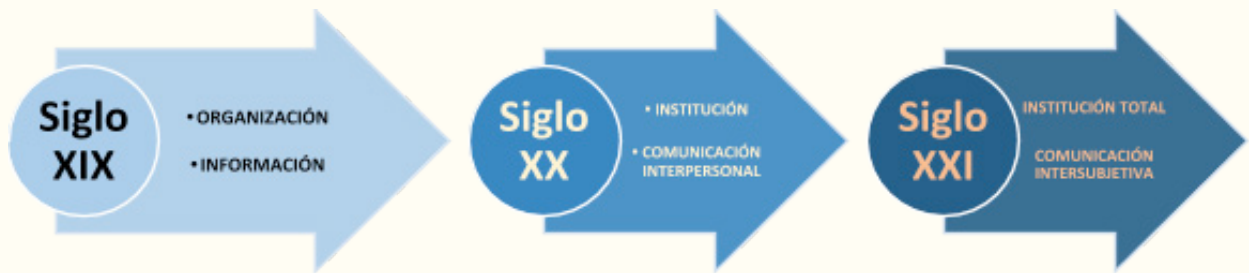 Siglo
XIX
• ORGANIZACIÓN
• INFORMACIÓN
Siglo
XX
• INSTITUCIÓN
• COMUNICACIÓN
INTERPERSONAL
Siglo
XXI
INSTITUCIÓN TOTAL
COMUNICACIÓN
INTERSUBJETIVA